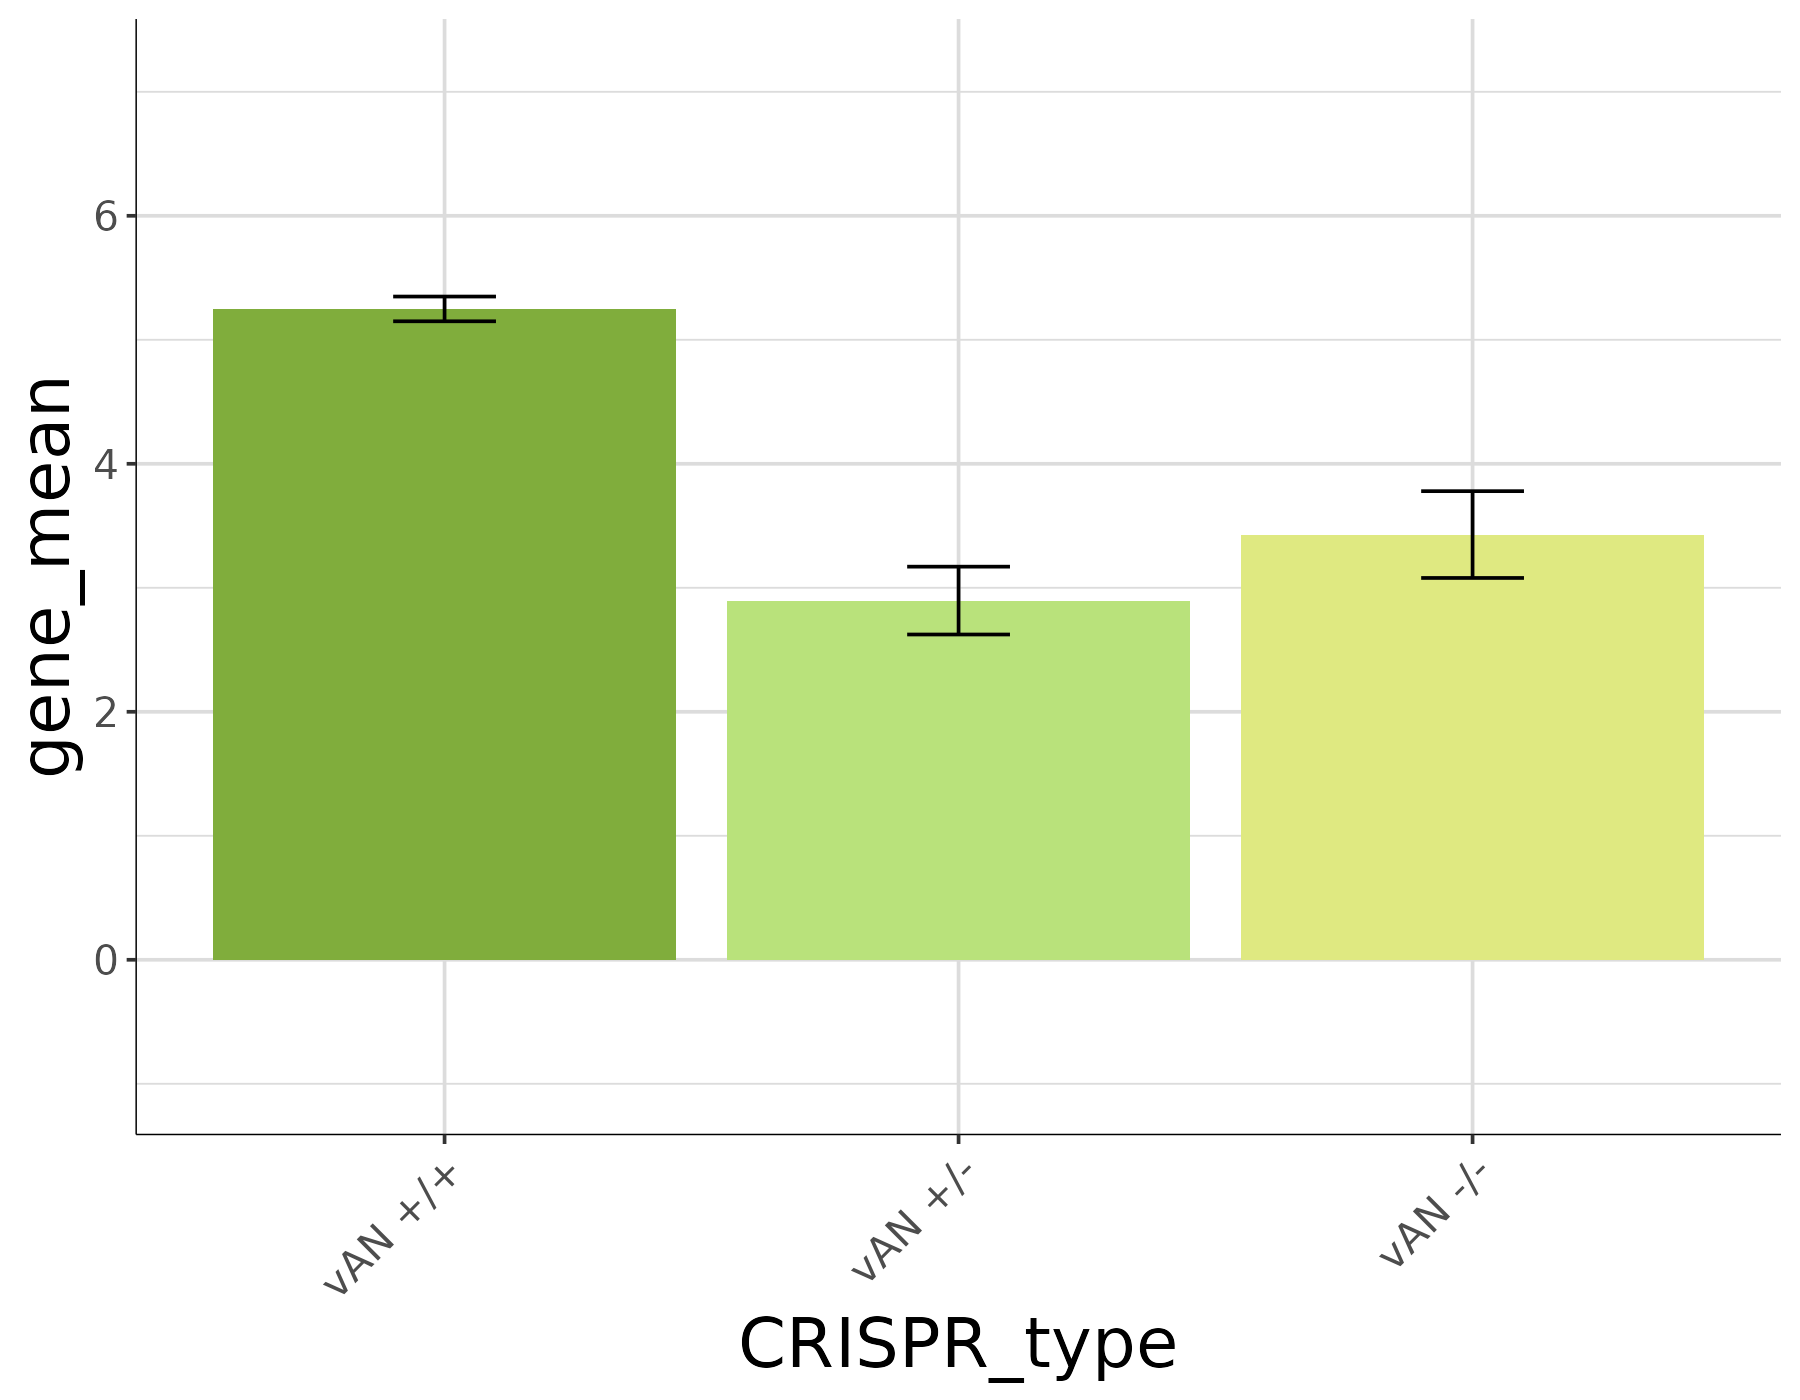 gene_mean
6
4
2
0
vAN +/+
vAN +/-
vAN -/-
CRISPR_type